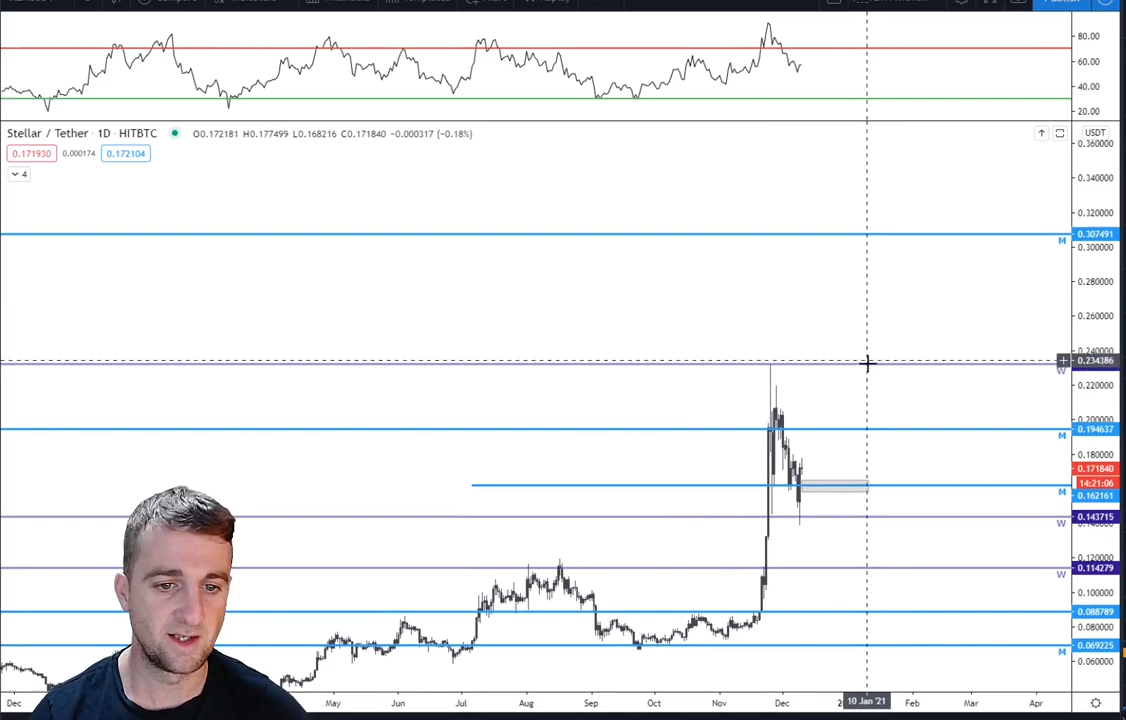 80.00
60.00
40.00
20.00
Stellar / Tether · 1D · HITBTC O0.172181 H0.177499 L0.168216 C0.171840 −0.000317 (−0.18%)
USDT
0.171930 0.000174 0.172104
4
0.360000
0.340000
0.320000
0.307491
M
0.300000
0.280000
0.260000
0.240000
0.234386
W
0.220000
0.200000
0.194637
M
0.180000
0.171840
14:21:06
0.162161
M
0.143715
W
0.120000
0.114279
W
0.100000
0.088789
0.080000
0.069225
M
0.060000
Dec May Jun Jul Aug Sep Oct Nov Dec 10 Jan '21 Feb Mar Apr